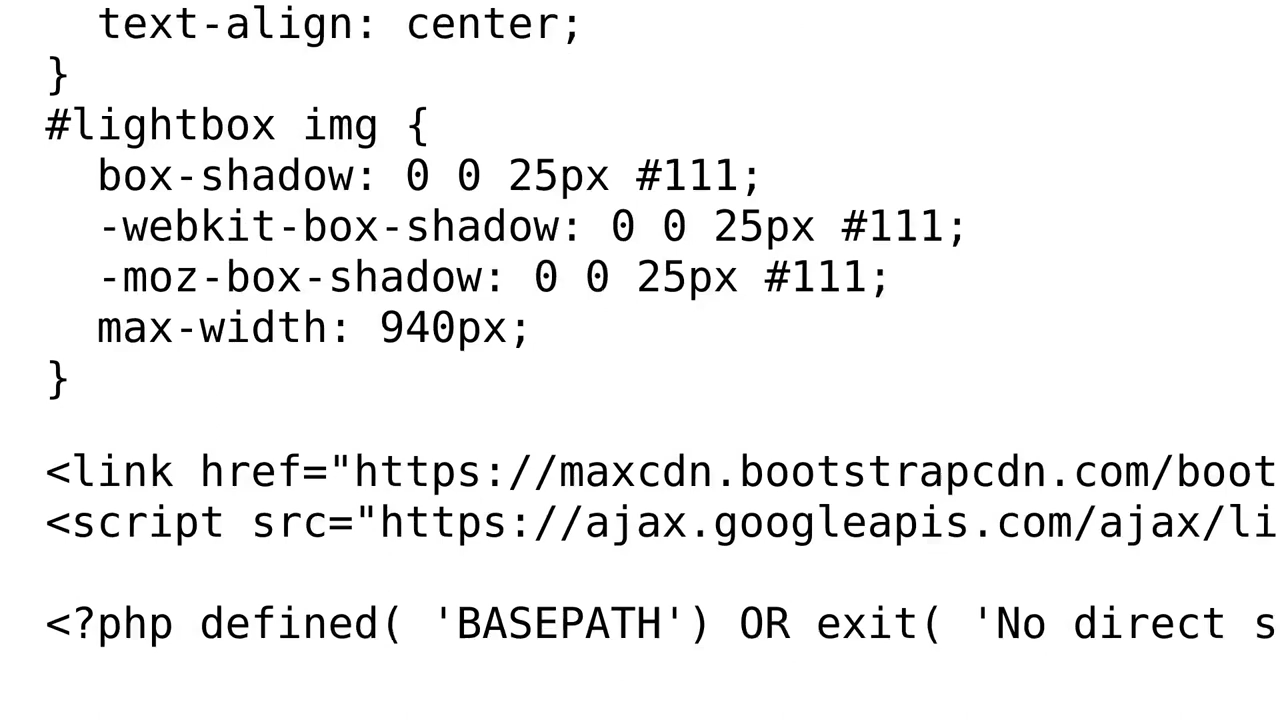 text-align: center;
}
#lightbox img {
box-shadow: 0 0 25px #111;
-webkit-box-shadow: 0 0 25px #111;
-moz-box-shadow: 0 0 25px #111;
max-width: 940px;
}
<link href="https://maxcdn.bootstrapcdn.com/boot
<script src="https://ajax.googleapis.com/ajax/li
<?php defined( 'BASEPATH') OR exit( 'No direct s